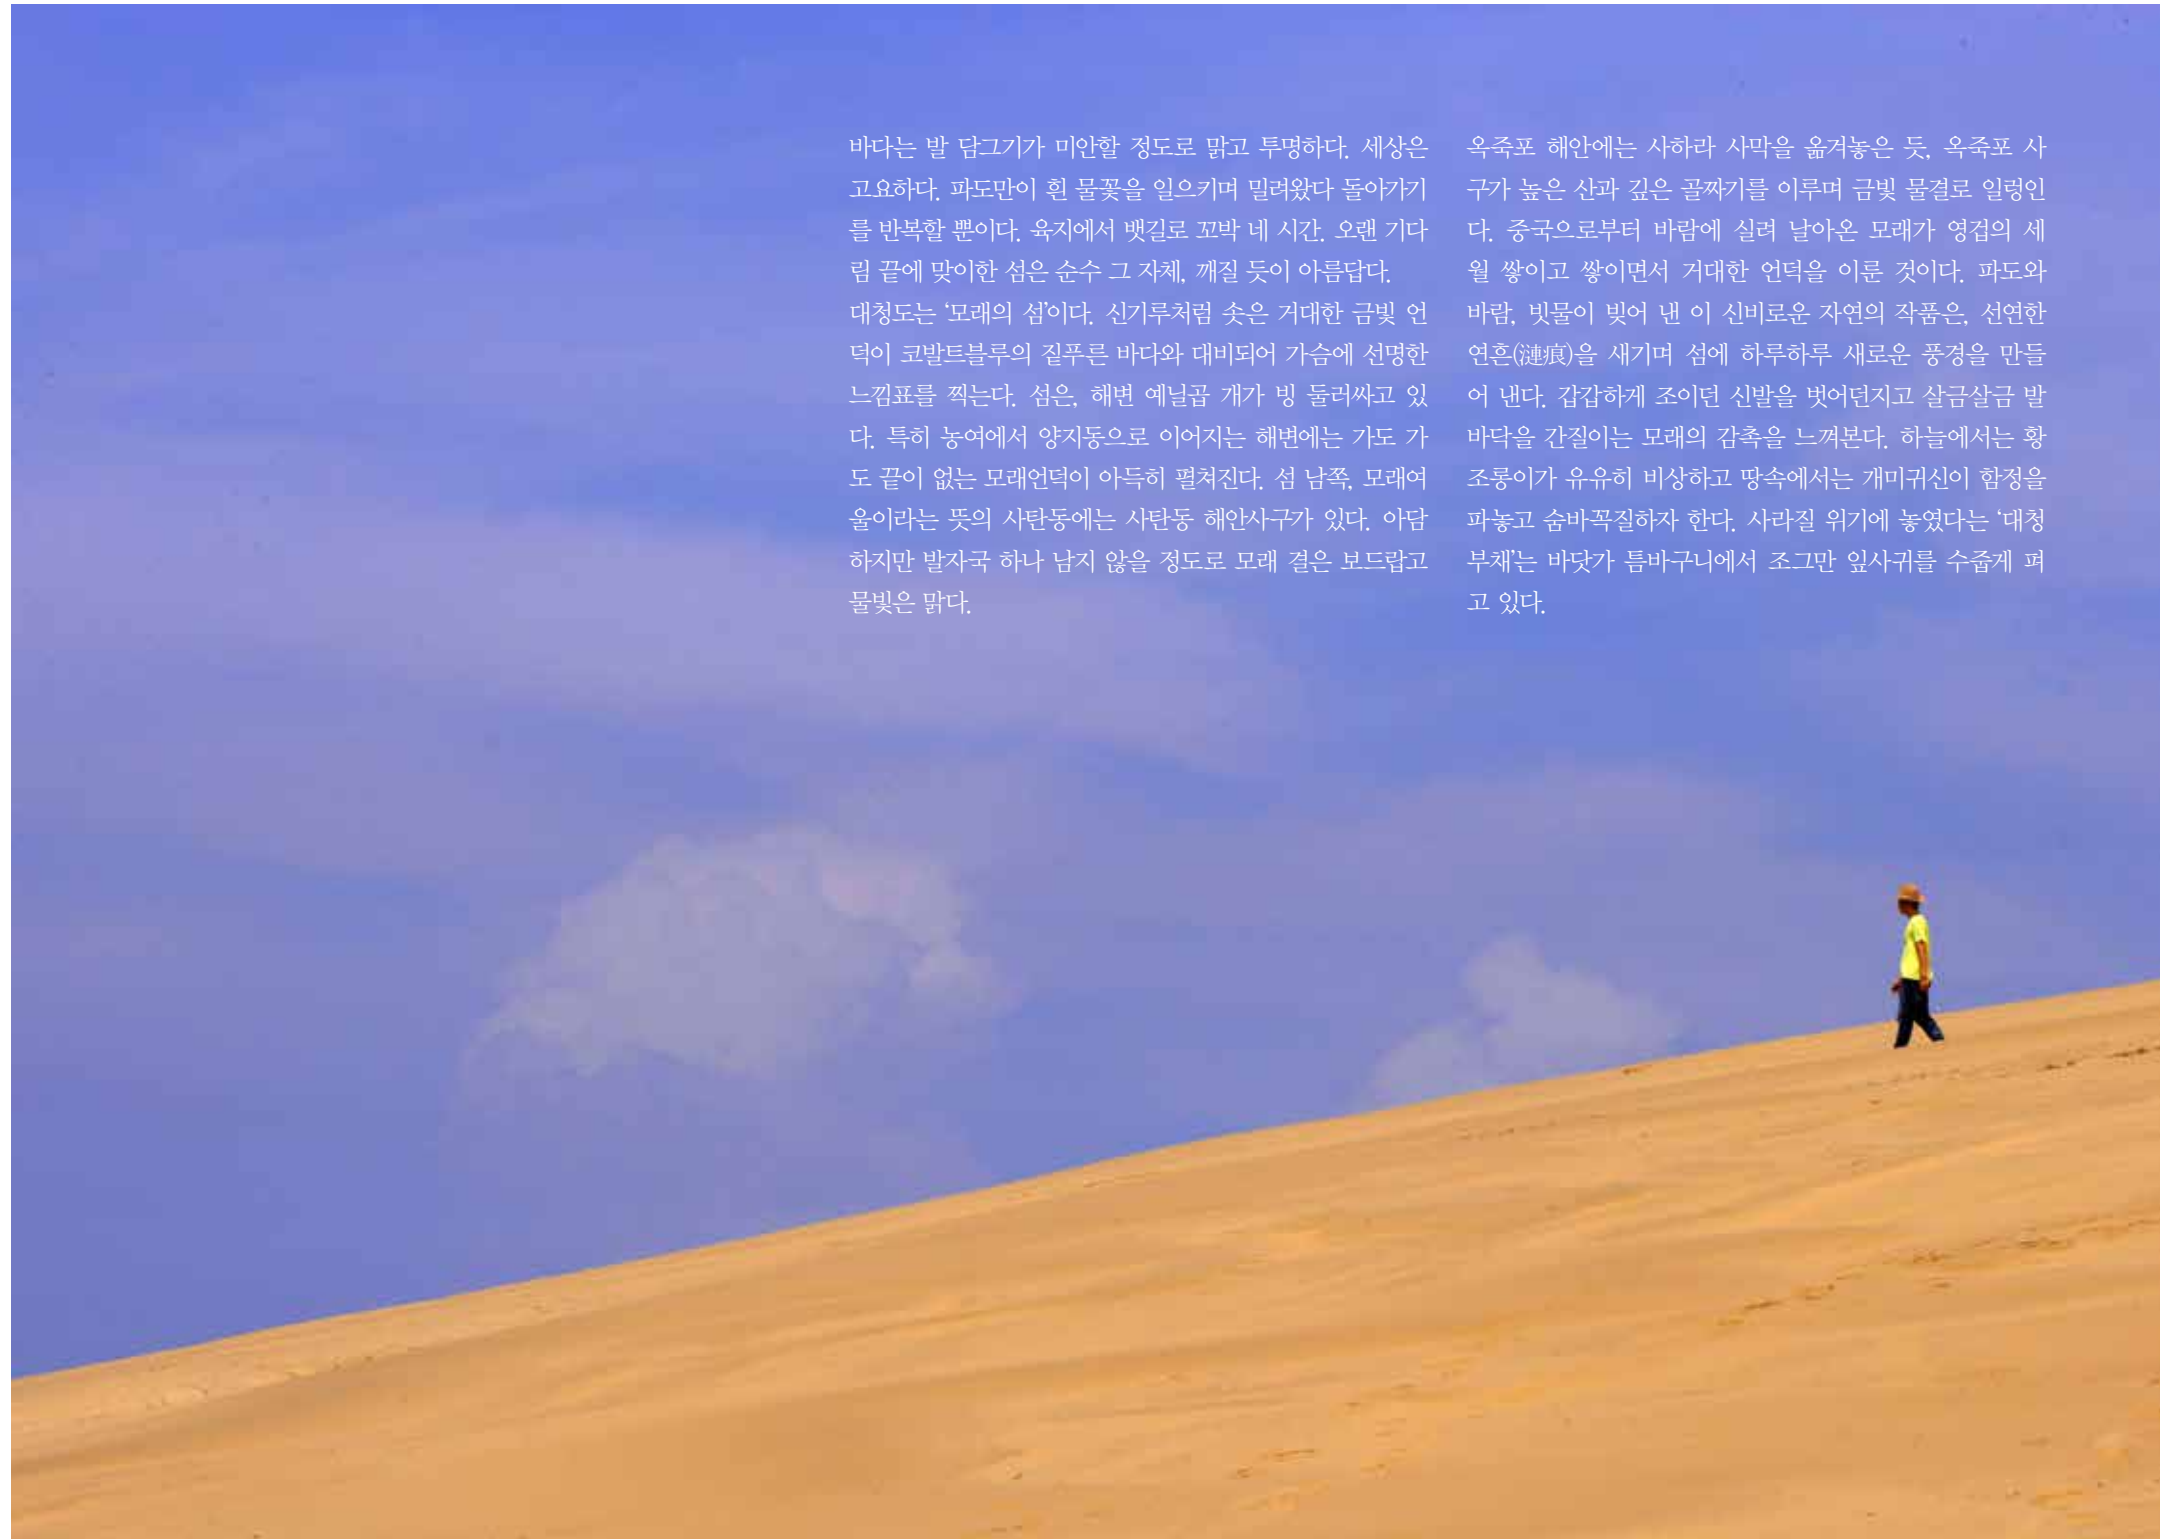 바다는 발 담그기가 미안할 정도로 맑고 투명하다. 세상은
고요하다. 파도만이 흰 물꽃을 일으키며 밀려왔다 돌아가기
를 반복할 뿐이다. 육지에서 뱃길로 꼬박 네 시간. 오랜 기다
림 끝에 맞이한 섬은 순수 그 자체, 깨질 듯이 아름답다.
대청도는 ‘모래의 섬’이다. 신기루처럼 솟은 거대한 금빛 언
덕이 코발트블루의 짙푸른 바다와 대비되어 가슴에 선명한
느낌표를 찍는다. 섬은, 해변 예닐곱 개가 빙 둘러싸고 있
다. 특히 농여에서 양지동으로 이어지는 해변에는 가도 가
도 끝이 없는 모래언덕이 아득히 펼쳐진다. 섬 남쪽, 모래여
울이라는 뜻의 사탄동에는 사탄동 해안사구가 있다. 아담
하지만 발자국 하나 남지 않을 정도로 모래 결은 보드랍고
물빛은 맑다.
옥죽포 해안에는 사하라 사막을 옮겨놓은 듯, 옥죽포 사
구가 높은 산과 깊은 골짜기를 이루며 금빛 물결로 일렁인
다. 중국으로부터 바람에 실려 날아온 모래가 영겁의 세
월 쌓이고 쌓이면서 거대한 언덕을 이룬 것이다. 파도와
바람, 빗물이 빚어 낸 이 신비로운 자연의 작품은, 선연한
연흔(漣痕)을 새기며 섬에 하루하루 새로운 풍경을 만들
어 낸다. 갑갑하게 조이던 신발을 벗어던지고 살금살금 발
바닥을 간질이는 모래의 감촉을 느껴본다. 하늘에서는 황
조롱이가 유유히 비상하고 땅속에서는 개미귀신이 함정을
파놓고 숨바꼭질하자 한다. 사라질 위기에 놓였다는 ‘대청
부채’는 바닷가 틈바구니에서 조그만 잎사귀를 수줍게 펴
고 있다.